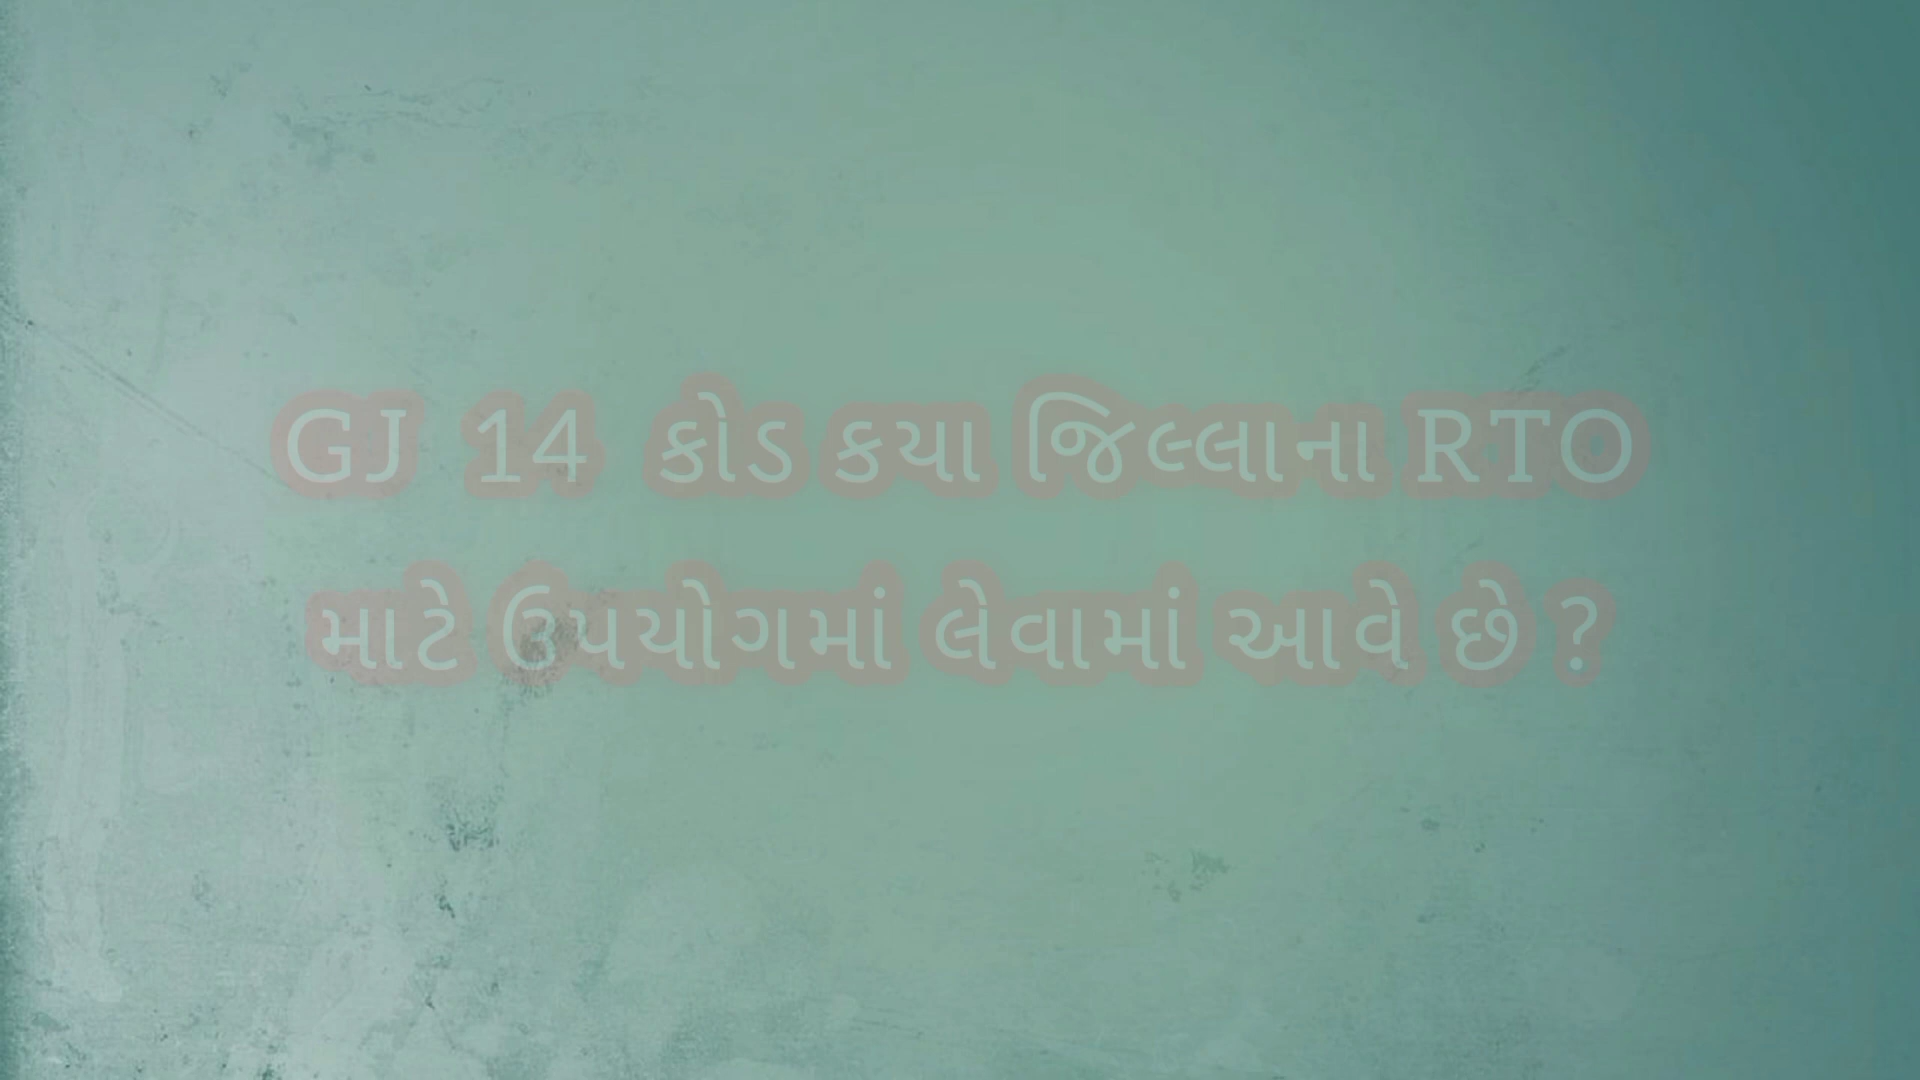 GJ 14 કોડ કયા જિલ્લાના RTO
માટે ઉપયોગમાં લેવામાં આવે છે ?